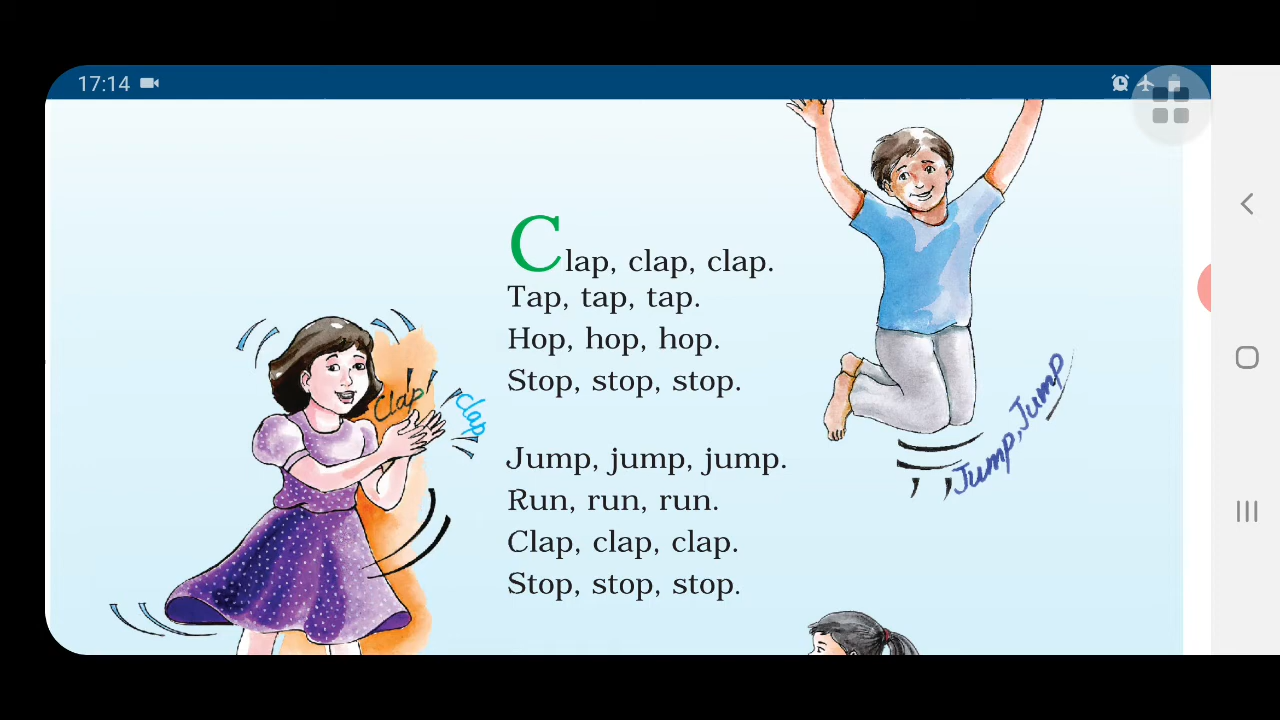 17:14
Clap, clap, clap.
Tap, tap, tap.
Hop, hop, hop.
Stop, stop, stop.
Clap
clap
Jump, jump, jump.
Run, run, run.
Clap, clap, clap.
Stop, stop, stop.
Jump, Jump